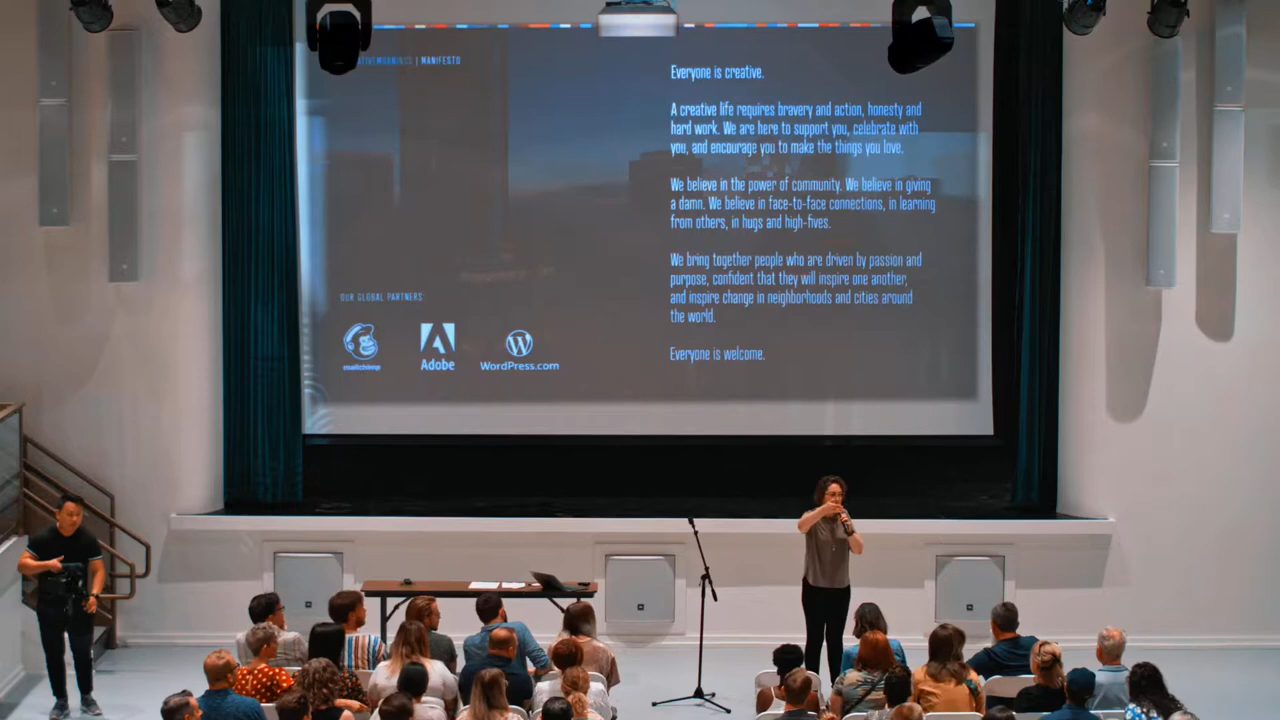 | MANIFESTO
Everyone is creative.
A creative life requires bravery and action, honesty and
hard work. We are here to support you, celebrate with
you, and encourage you to make the things you love.
We believe in the power of community. We believe in giving
a damn. We believe in face-to-face connections, in learning
from others, in hugs and high-fives.
We bring together people who are driven by passion and
purpose, confident that they will inspire one another,
and inspire change in neighborhoods and cities around
the world.
Everyone is welcome.
OUR GLOBAL PARTNERS
mailchimp
Adobe
WordPress.com